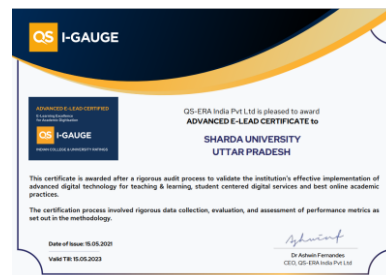 QS I-GAUGE
ADVANCED E-LEAD CERTIFIED
E-Learning Excellence
for Academic Digitization
QS I-GAUGE
INDIAN COLLEGE & UNIVERSITY RATINGS
QS-ERA India Pvt Ltd is pleased to award
ADVANCED E-LEAD CERTIFICATE to
SHARDA UNIVERSITY
UTTAR PRADESH
This certificate is awarded after a rigorous audit process to validate the institution's effective implementation of
advanced digital technology for teaching & learning, student centered digital services and best online academic
practices.
The certification process involved rigorous data collection, evaluation, and assessment of performance metrics as
set out in the methodology.
Date of Issue: 15.05.2021
Valid Till: 15.05.2023
Dr Ashwin Fernandes
CEO, QS-ERA India Pvt Ltd